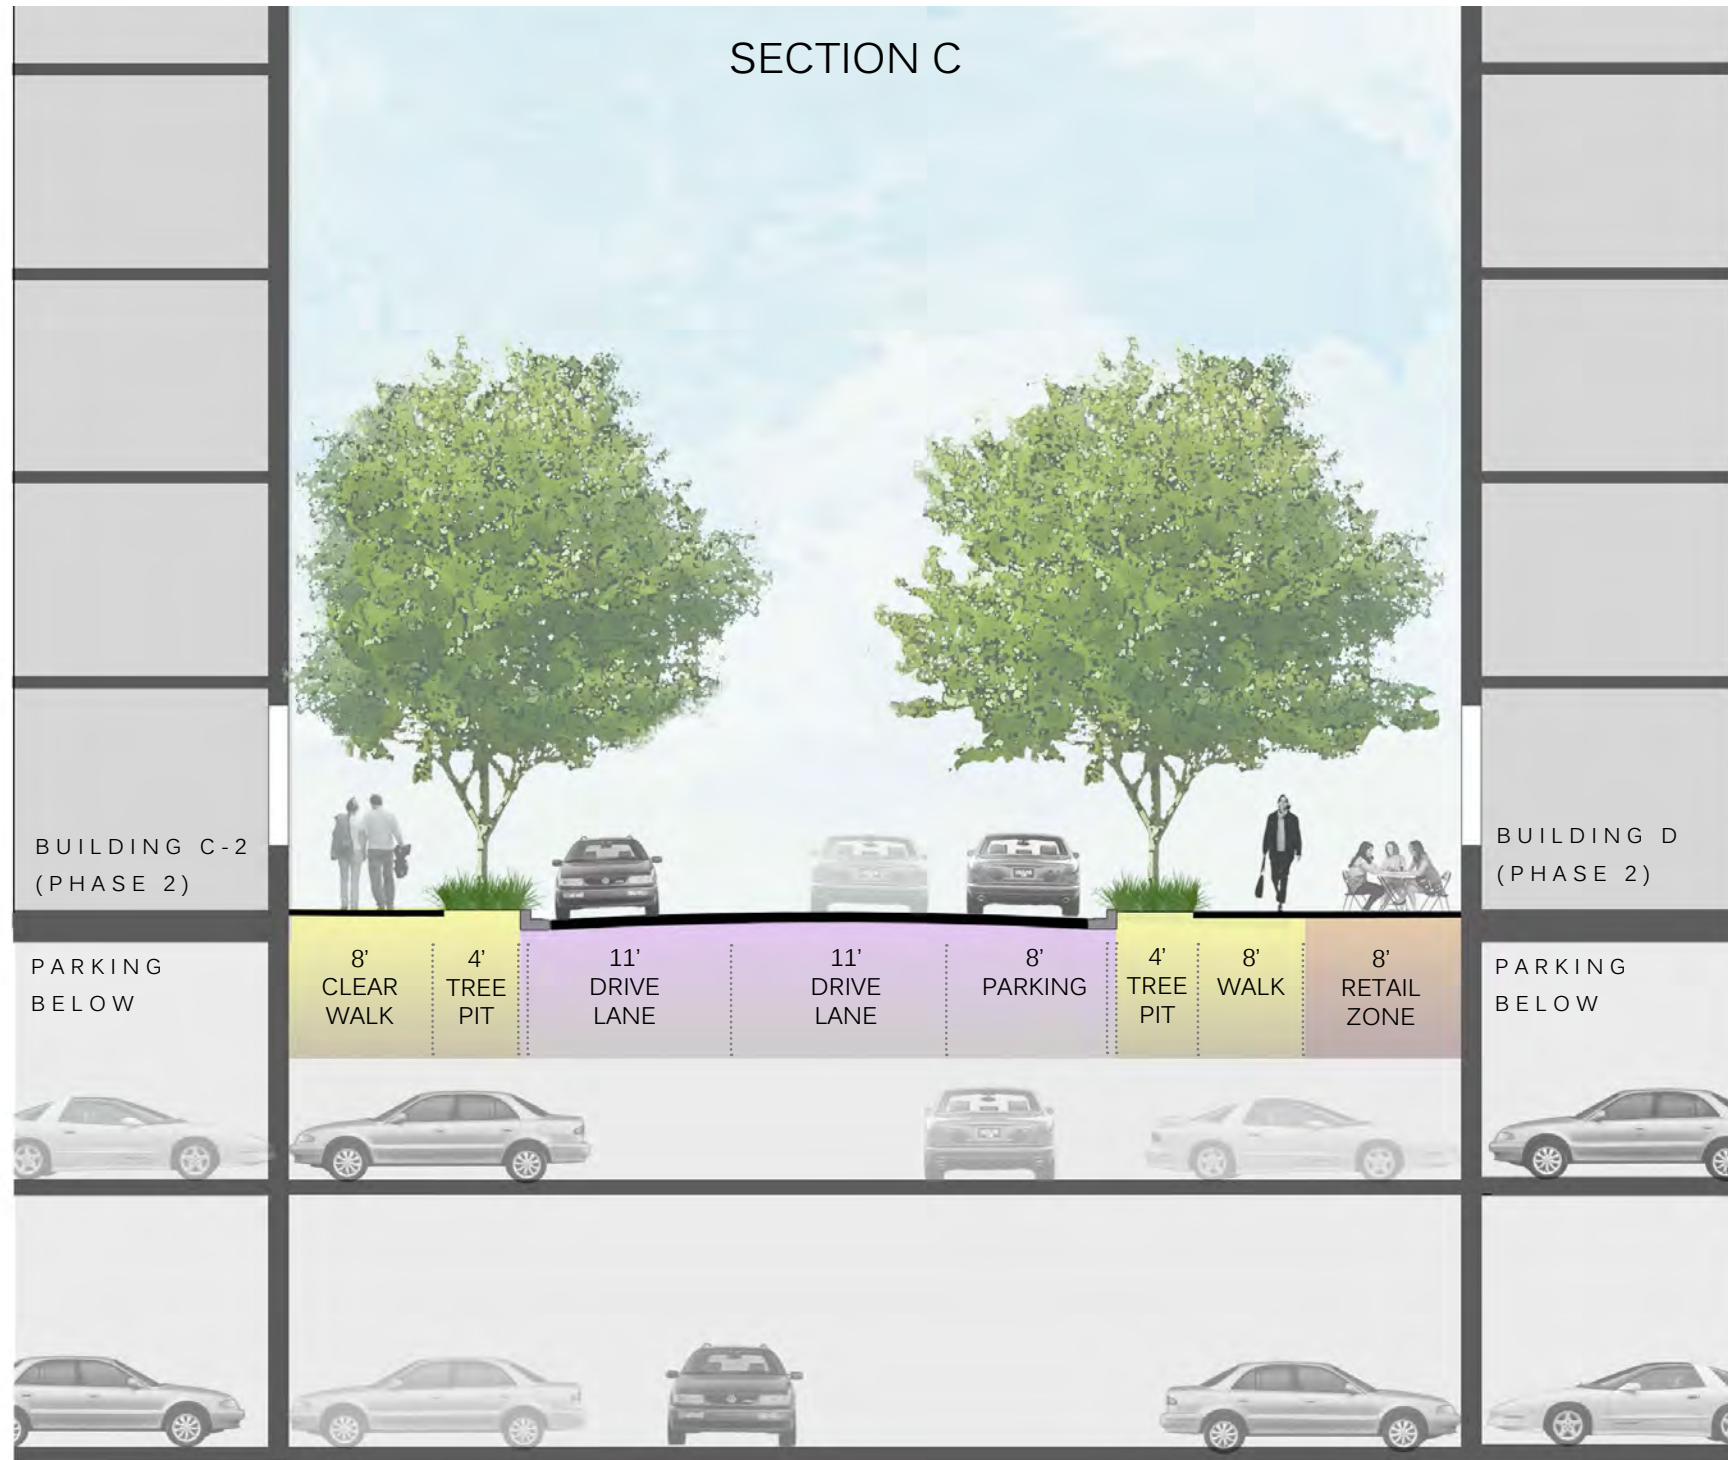 SECTION C
BUILDING C-2
(PHASE 2)
BUILDING D
(PHASE 2)
PARKING
BELOW
8’
CLEAR
WALK
4’
TREE
PIT
11’
DRIVE
LANE
11’
DRIVE
LANE
8’
PARKING
4’
TREE
PIT
8’
WALK
8’
RETAIL
ZONE
PARKING
BELOW